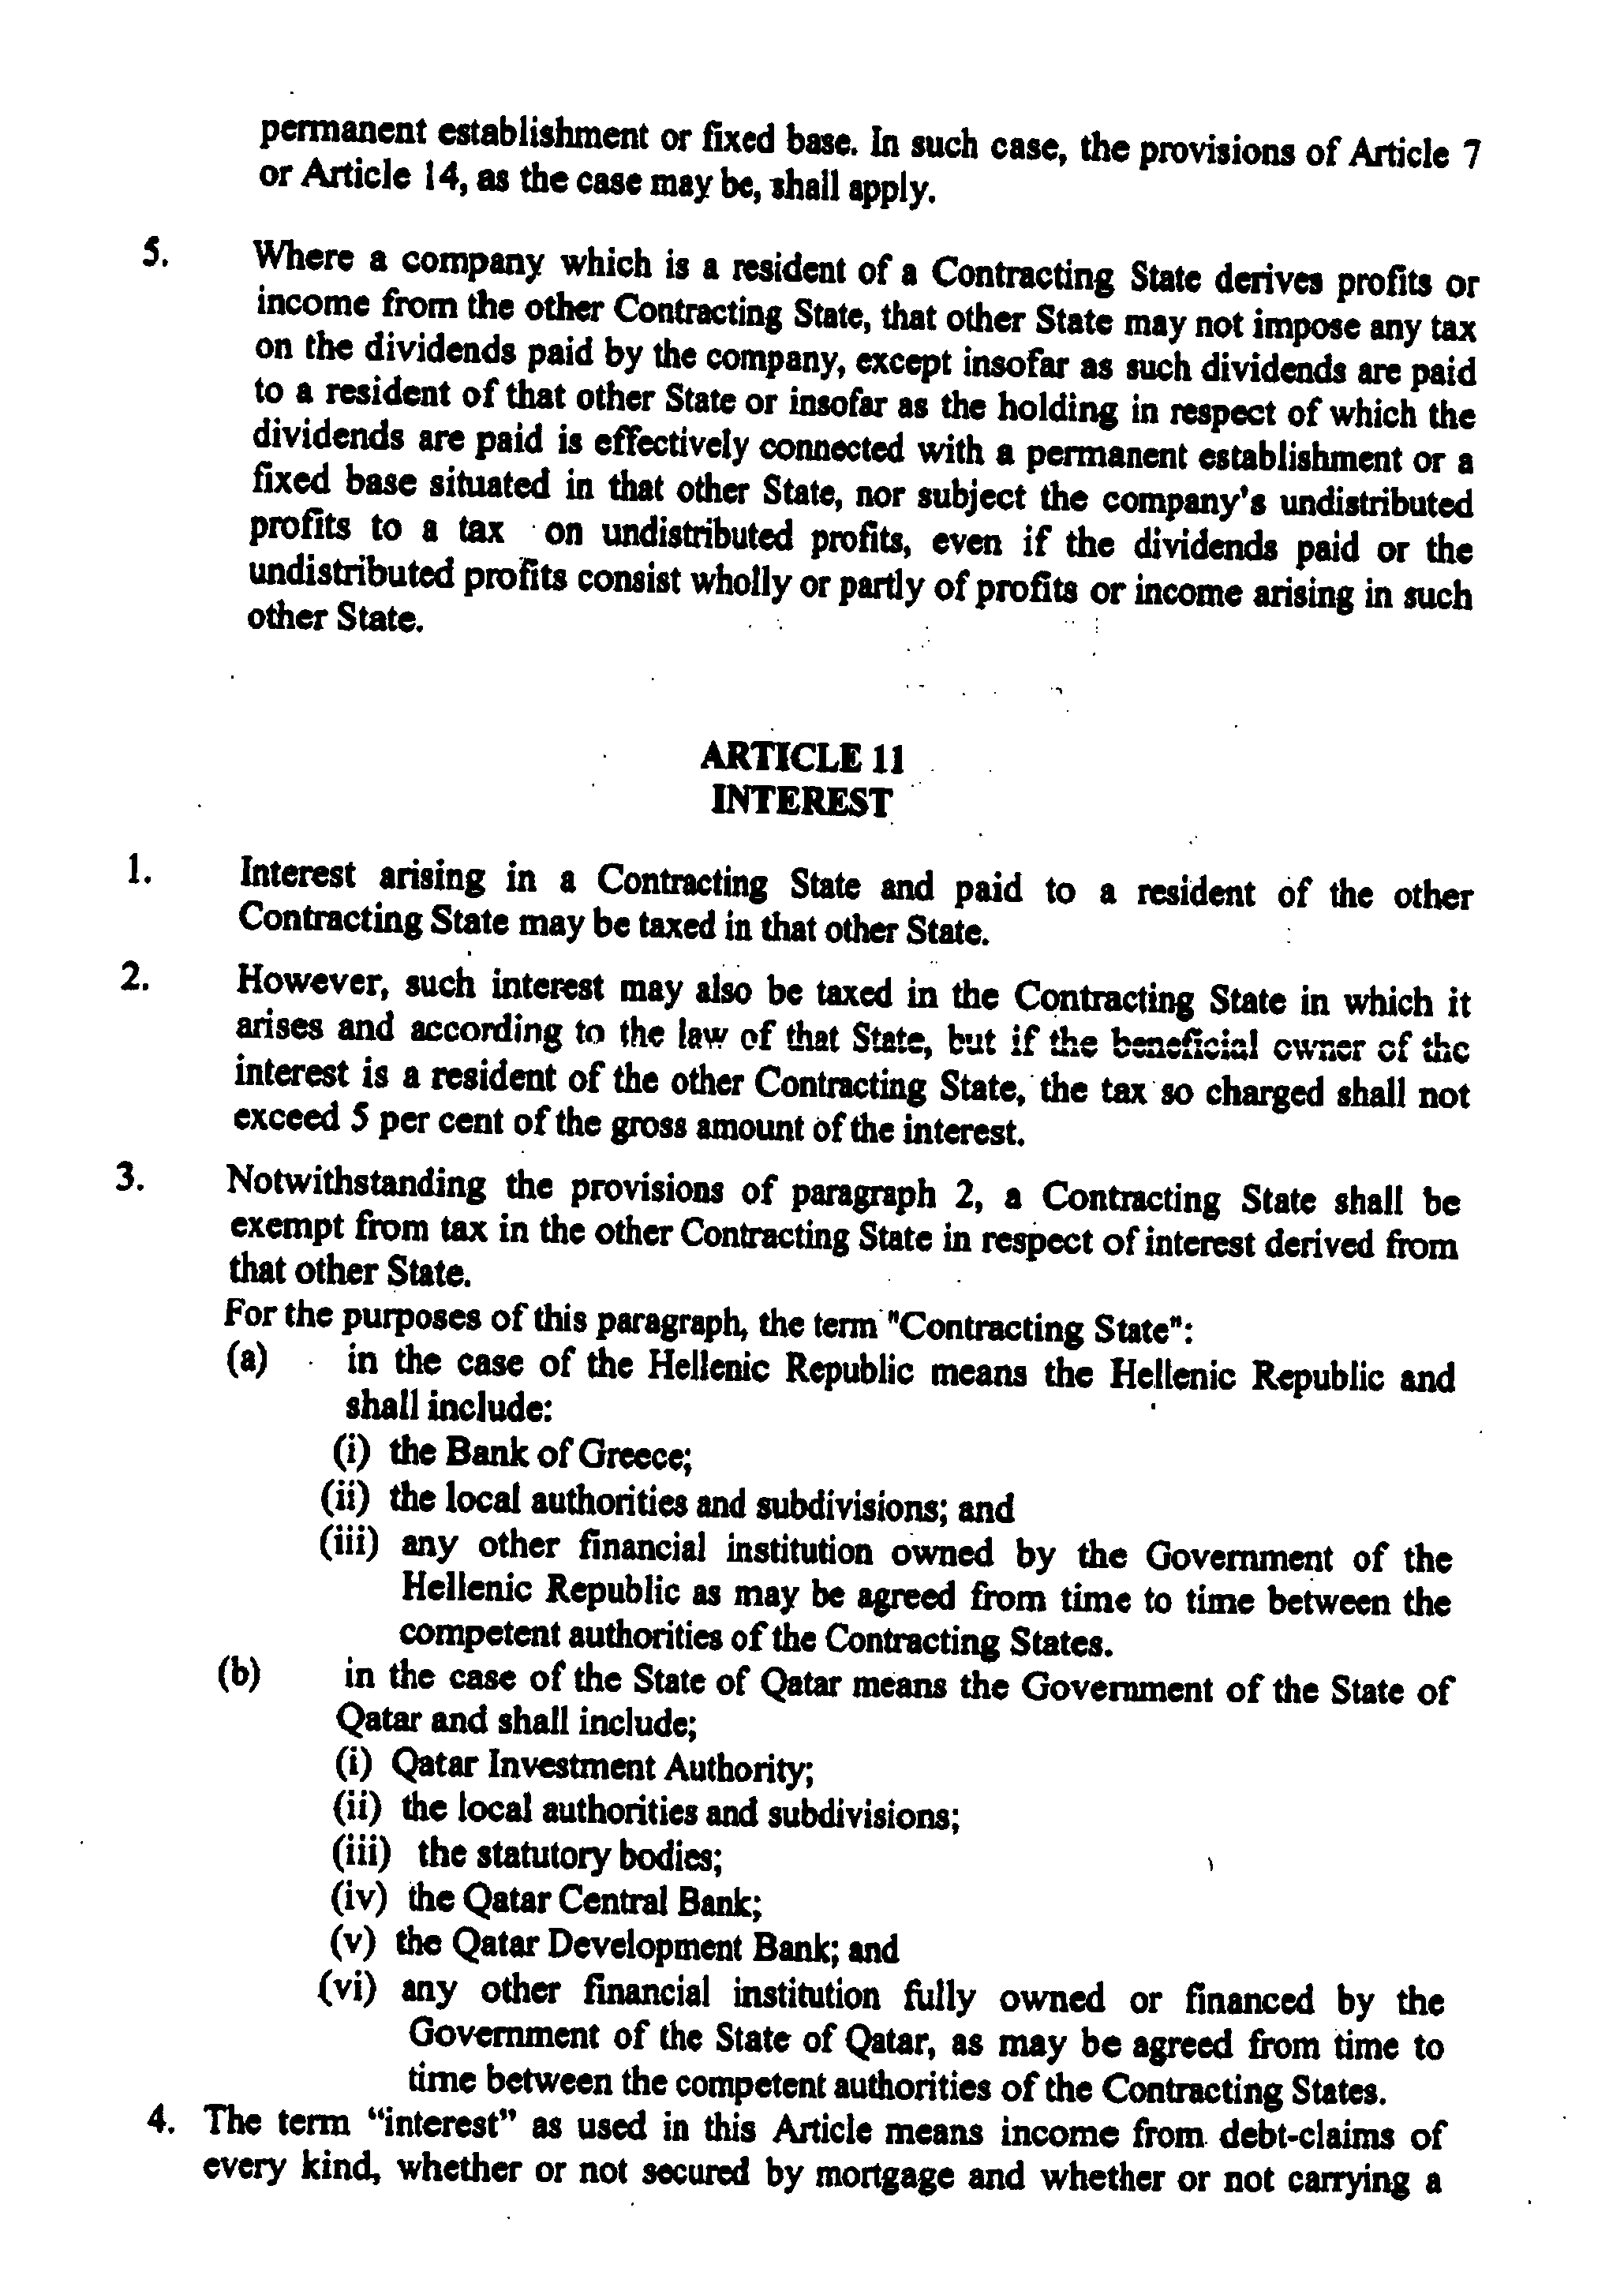 permanent establishment or fixed base. In such case, the provisions of Article 7
or Article 14, as the case may be, shall apply.
5. Where a company which is a resident of a Contracting State derives profits or
income from the other Contracting State, that other State may not impose any tax
on the dividends paid by the company, except insofar as such dividends are paid
to a resident of that other State or insofar as the holding in respect of which the
dividends are paid is effectively connected with a permanent establishment or a
fixed base situated in that other State, nor subject the company's undistributed
profits to a tax on undistributed profits, even if the dividends paid or the
undistributed profits consist wholly or partly of profits or income arising in such
other State.
ARTICLE 11
INTEREST
1. Interest arising in a Contracting State and paid to a resident of the other
Contracting State may be taxed in that other State.
2. However, such interest may also be taxed in the Contracting State in which it
arises and according to the law of that State, but if the beneficial owner of the
interest is a resident of the other Contracting State, the tax so charged shall not
exceed 5 per cent of the gross amount of the interest.
3. Notwithstanding the provisions of paragraph 2, a Contracting State shall be
exempt from tax in the other Contracting State in respect of interest derived from
that other State.
For the purposes of this paragraph, the term "Contracting State":
(a) in the case of the Hellenic Republic means the Hellenic Republic and
shall include:
(i) the Bank of Greece;
(ii) the local authorities and subdivisions; and
(iii) any other financial institution owned by the Government of the
Hellenic Republic as may be agreed from time to time between the
competent authorities of the Contracting States.
(b) in the case of the State of Qatar means the Government of the State of
Qatar and shall include;
(i) Qatar Investment Authority;
(ii) the local authorities and subdivisions;
(iii) the statutory bodies;
(iv) the Qatar Central Bank;
(v) the Qatar Development Bank; and
(vi) any other financial institution fully owned or financed by the
Government of the State of Qatar, as may be agreed from time to
time between the competent authorities of the Contracting States.
4. The term “interest” as used in this Article means income from debt-claims of
every kind, whether or not secured by mortgage and whether or not carrying a